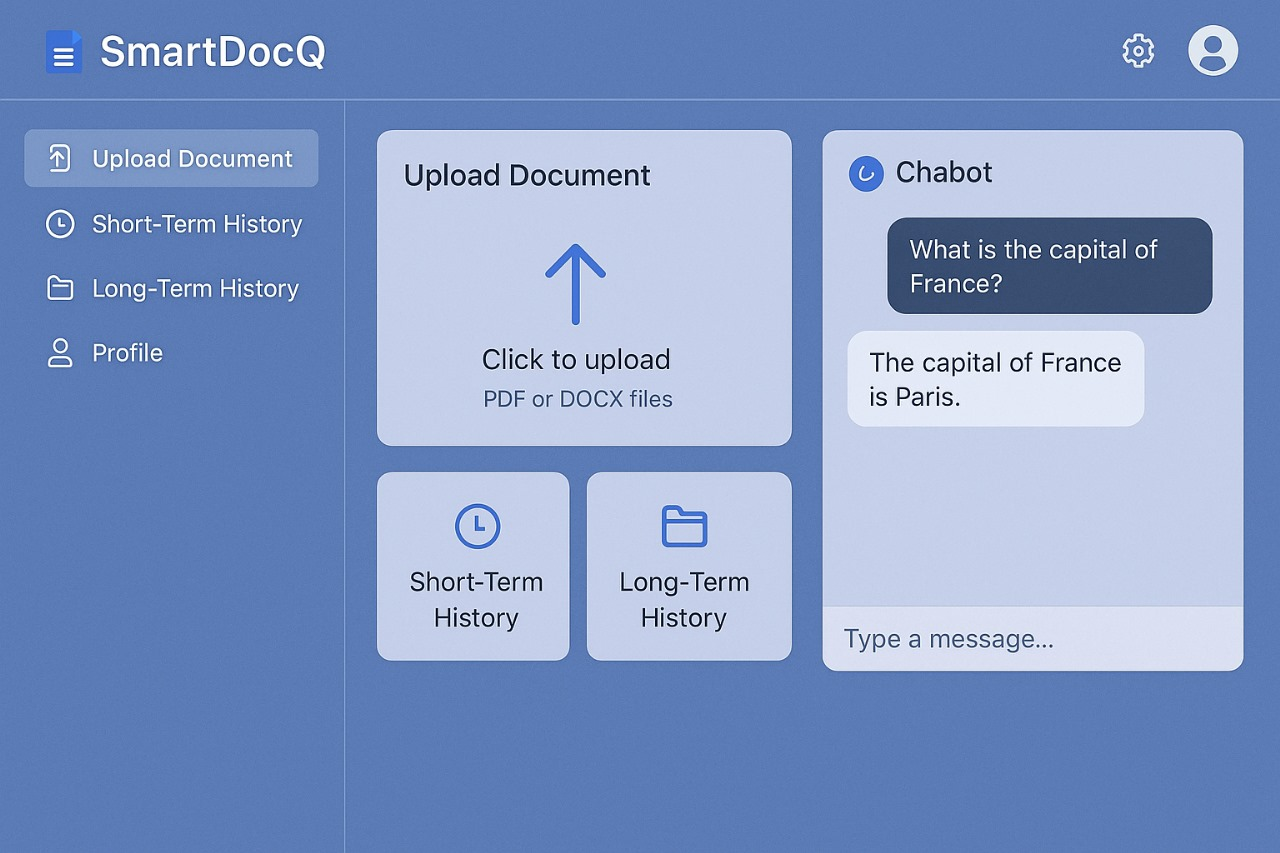 SmartDocQ
Upload Document
Short-Term History
Long-Term History
Profile
Upload Document
Click to upload
PDF or DOCX files
Short-Term
History
Long-Term
History
Chabot
What is the capital of
France?
The capital of France
is Paris.
Type a message...